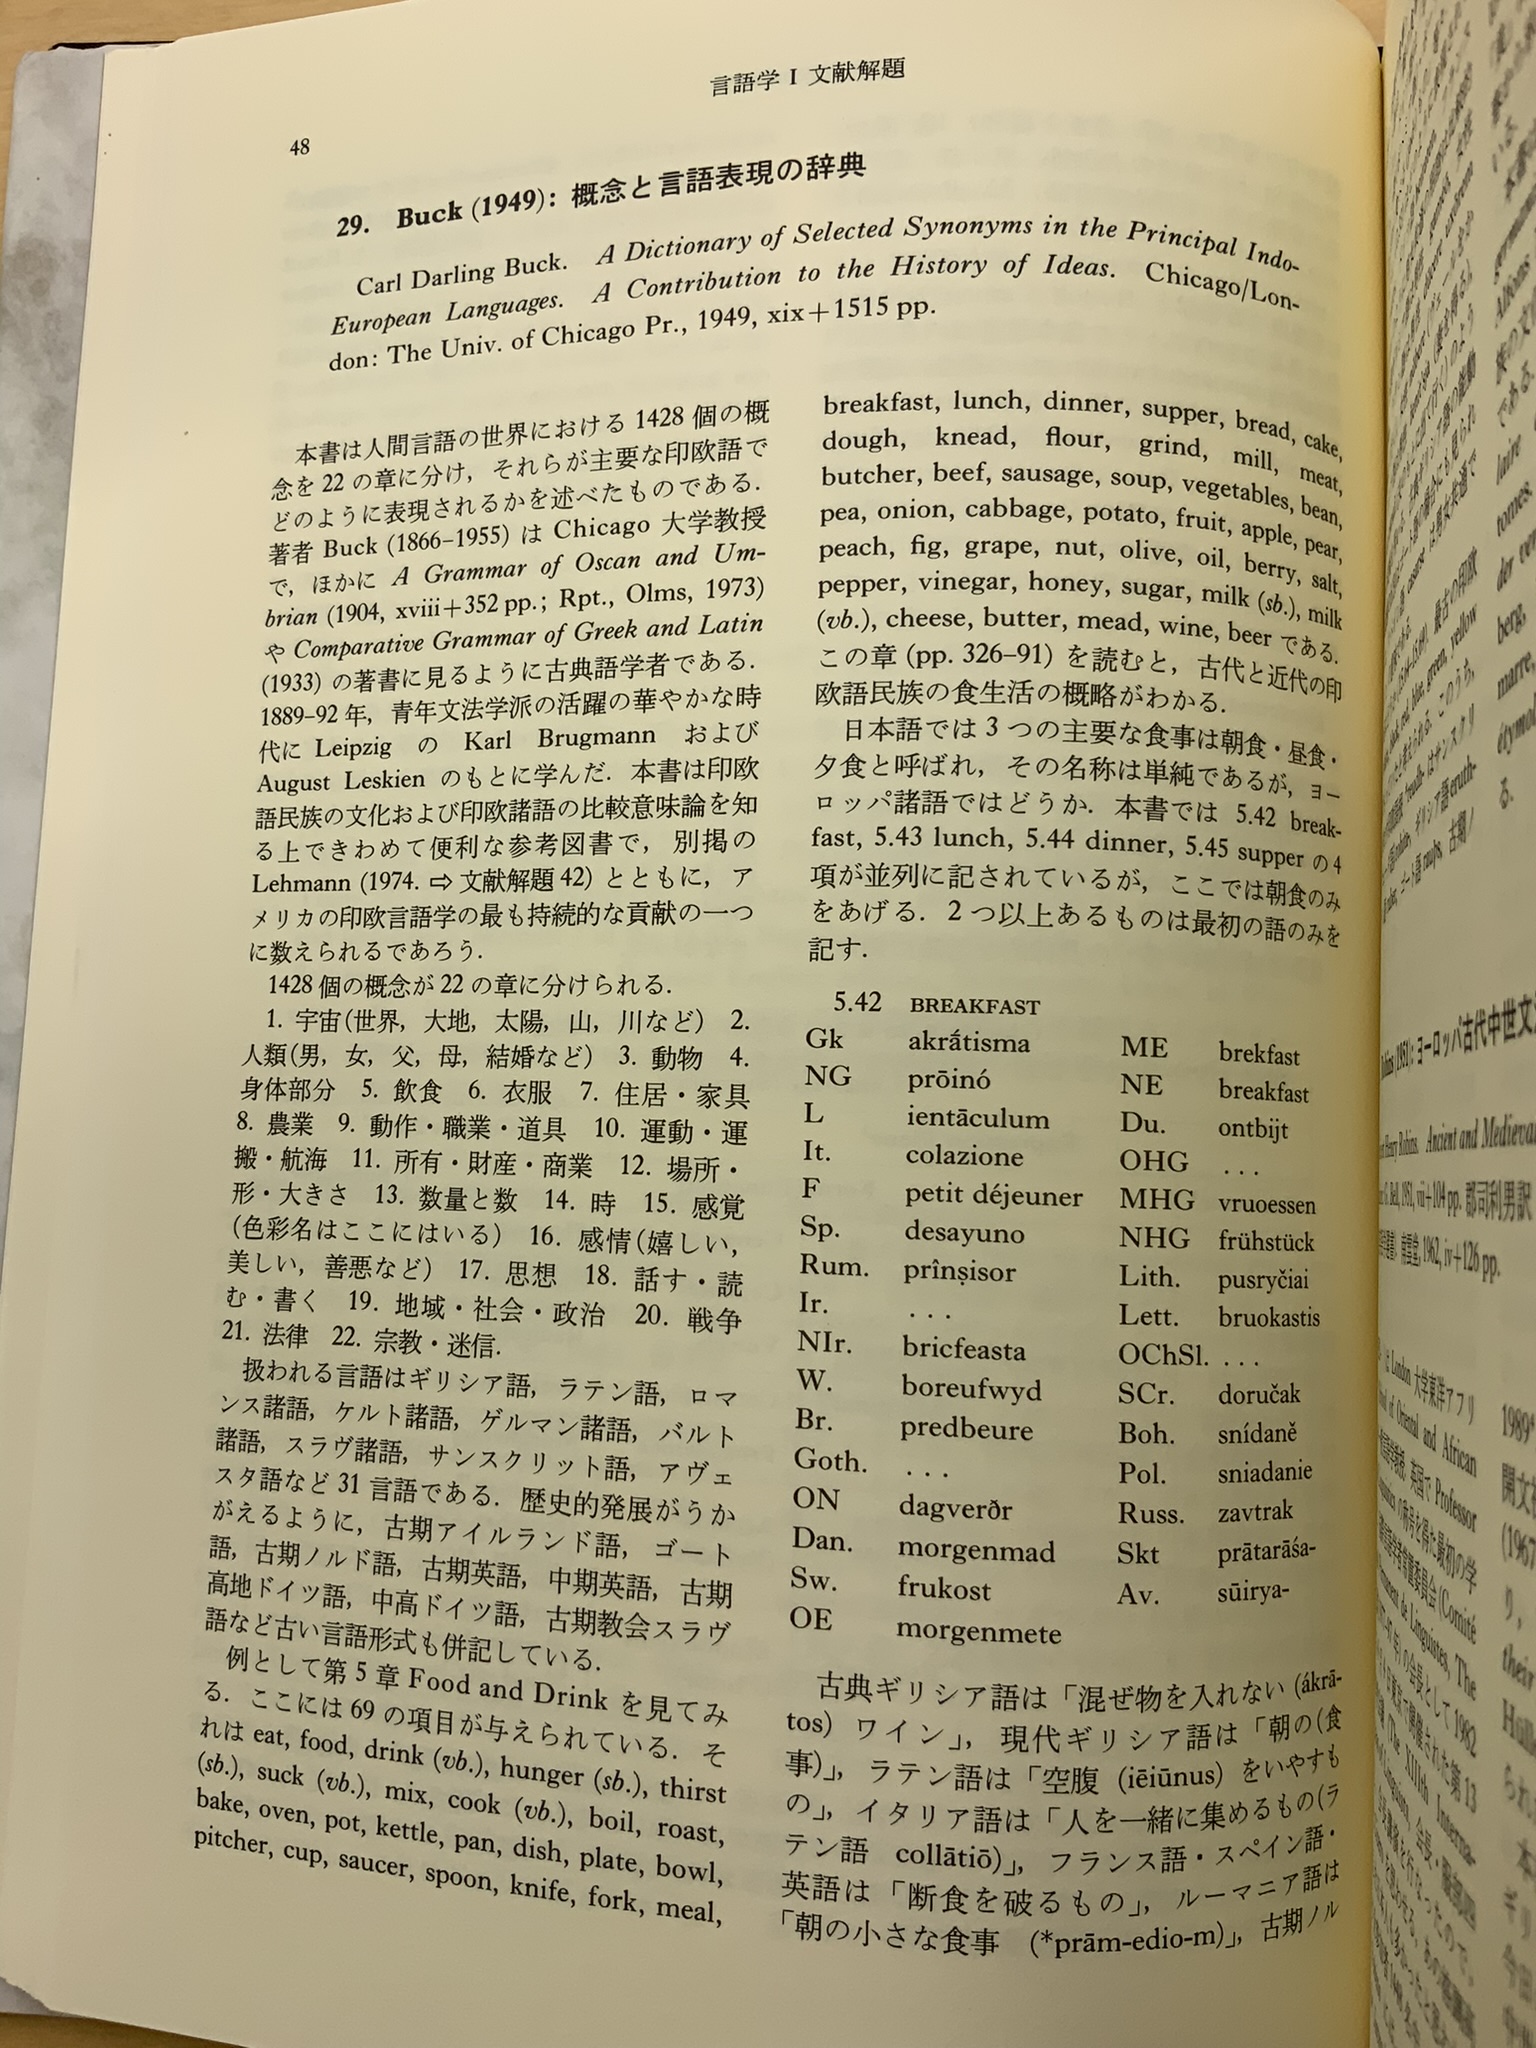 言語学 I 文献解題
48
29. Buck (1949): 概念と言語表現の辞典
Carl Darling Buck. A Dictionary of Selected Synonyms in the Principal Indo-
European Languages. A Contribution to the History of Ideas. Chicago/Lon-
don: The Univ. of Chicago Pr., 1949, xix+1515 pp.
本書は人間言語の世界における 1428 個の概
念を 22 の章に分け，それらが主要な印欧語で
どのように表現されるかを述べたものである．
著者 Buck (1866–1955) は Chicago 大学教授
で，ほかに A Grammar of Oscan and Um-
brian (1904, xviii+352 pp.; Rpt., Olms, 1973)
や Comparative Grammar of Greek and Latin
(1933) の著書に見るように古典語学者である．
1889–92 年，青年文法学派の活躍の華やかな時
代に Leipzig の Karl Brugmann および
August Leskien のもとに学んだ．本書は印欧
語民族の文化および印欧諸語の比較意味論を知
る上できわめて便利な参考図書で，別掲の
Lehmann (1974. ⇨ 文献解題 42) とともに，ア
メリカの印欧言語学の最も持続的な貢献の一つ
に数えられるであろう．
1428 個の概念が 22 の章に分けられる．
1. 宇宙(世界，大地，太陽，山，川など) 2.
人類(男，女，父，母，結婚など) 3. 動物 4.
身体部分 5. 飲食 6. 衣服 7. 住居・家具
8. 農業 9. 動作・職業・道具 10. 運動・運
搬・航海 11. 所有・財産・商業 12. 場所・
形・大きさ 13. 数量と数 14. 時 15. 感覚
(色彩名はここにはいる) 16. 感情(嬉しい，
美しい，善悪など) 17. 思想 18. 話す・読
む・書く 19. 地域・社会・政治 20. 戦争
21. 法律 22. 宗教・迷信．
扱われる言語はギリシア語，ラテン語，ロマ
ンス諸語，ケルト諸語，ゲルマン諸語，バルト
諸語，スラヴ諸語，サンスクリット語，アヴェ
スタ語など 31 言語である．歴史的発展がうか
がえるように，古期アイルランド語，ゴート
語，古期ノルド語，古期英語，中期英語，古期
高地ドイツ語，中高ドイツ語，古期教会スラヴ
語など古い言語形式も併記している．
例として第 5 章 Food and Drink を見てみ
る．ここには 69 の項目が与えられている．そ
れは eat, food, drink (vb.), hunger (sb.), thirst
(sb.), suck (vb.), mix, cook (vb.), boil, roast,
bake, oven, pot, kettle, pan, dish, plate, bowl,
pitcher, cup, saucer, spoon, knife, fork, meal,
breakfast, lunch, dinner, supper, bread, cake,
dough, knead, flour, grind, mill, meat,
butcher, beef, sausage, soup, vegetables, bean,
pea, onion, cabbage, potato, fruit, apple, pear,
peach, fig, grape, nut, olive, oil, berry, salt,
pepper, vinegar, honey, sugar, milk (sb.), milk
(vb.), cheese, butter, mead, wine, beer である．
この章 (pp. 326–91) を読むと，古代と近代の印
欧語民族の食生活の概略がわかる．
日本語では 3 つの主要な食事は朝食・昼食・
夕食と呼ばれ，その名称は単純であるが，ヨー
ロッパ諸語ではどうか．本書では 5.42 break-
fast, 5.43 lunch, 5.44 dinner, 5.45 supper の 4
項が並列に記されているが，ここでは朝食のみ
をあげる．2 つ以上あるものは最初の語のみを
記す．
5.42 BREAKFAST
Gk akrā́tisma ME brekfast
NG prōinó NE breakfast
L ientāculum Du. ontbijt
It. colazione OHG ...
F petit déjeuner MHG vruoessen
Sp. desayuno NHG frühstück
Rum. prînṣisor Lith. pusryčiai
Ir. ... Lett. bruokastis
NIr. bricfeasta OChSl. ...
W. boreufwyd SCr. doručak
Br. predbeure Boh. snídaně
Goth. ... Pol. sniadanie
ON dagverðr Russ. zavtrak
Dan. morgenmad Skt prātarāśa-
Sw. frukost Av. sūirya-
OE morgenmete
古典ギリシア語は「混ぜ物を入れない (ákrā-
tos) ワイン」，現代ギリシア語は「朝の(食
事)」，ラテン語は「空腹 (iēiūnus) をいやすも
の」，イタリア語は「人を一緒に集めるもの(ラ
テン語 collātiō)」，フランス語・スペイン語・
英語は「断食を破るもの」，ルーマニア語は
「朝の小さな食事 (*prām-edio-m)」，古期ノル